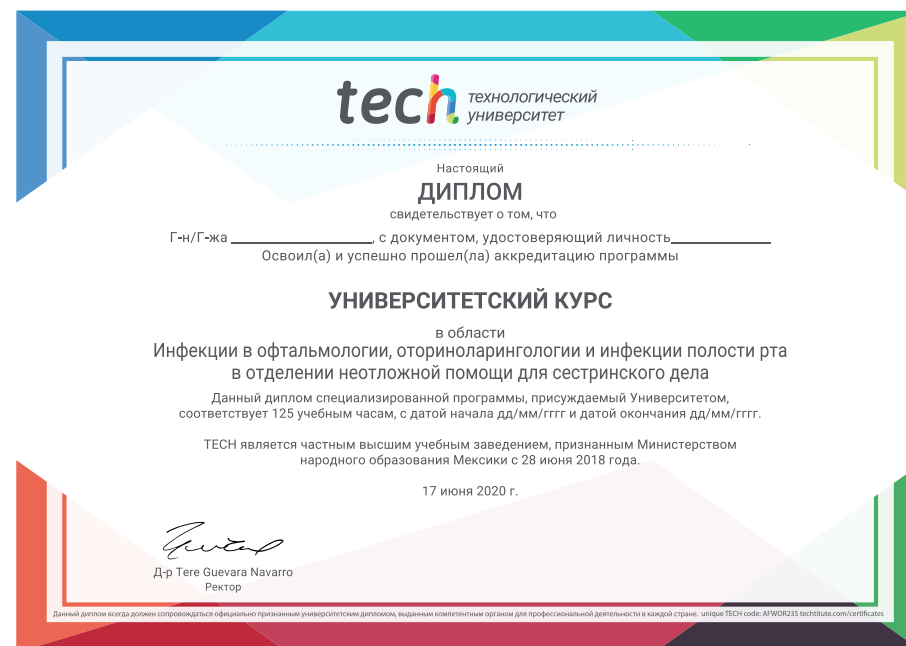 tech технологический
университет
Настоящий
ДИПЛОМ
свидетельствует о том, что
Г-н/Г-жа ____________________, с документом, удостоверяющий личность______________
Освоил(а) и успешно прошел(ла) аккредитацию программы
УНИВЕРСИТЕТСКИЙ КУРС
в области
Инфекции в офтальмологии, оториноларингологии и инфекции полости рта
в отделении неотложной помощи для сестринского дела
Данный диплом специализированной программы, присуждаемый Университетом,
соответствует 125 учебным часам, с датой начала дд/мм/гггг и датой окончания дд/мм/гггг.
TECH является частным высшим учебным заведением, признанным Министерством
народного образования Мексики с 28 июня 2018 года.
17 июня 2020 г.
Д-р Tere Guevara Navarro
Ректор
Данный диплом всегда должен сопровождаться официально признанным университетским дипломом, выданным компетентным органом для профессиональной деятельности в каждой стране. unique TECH code: AFWOR23S techtitute.com/certificates